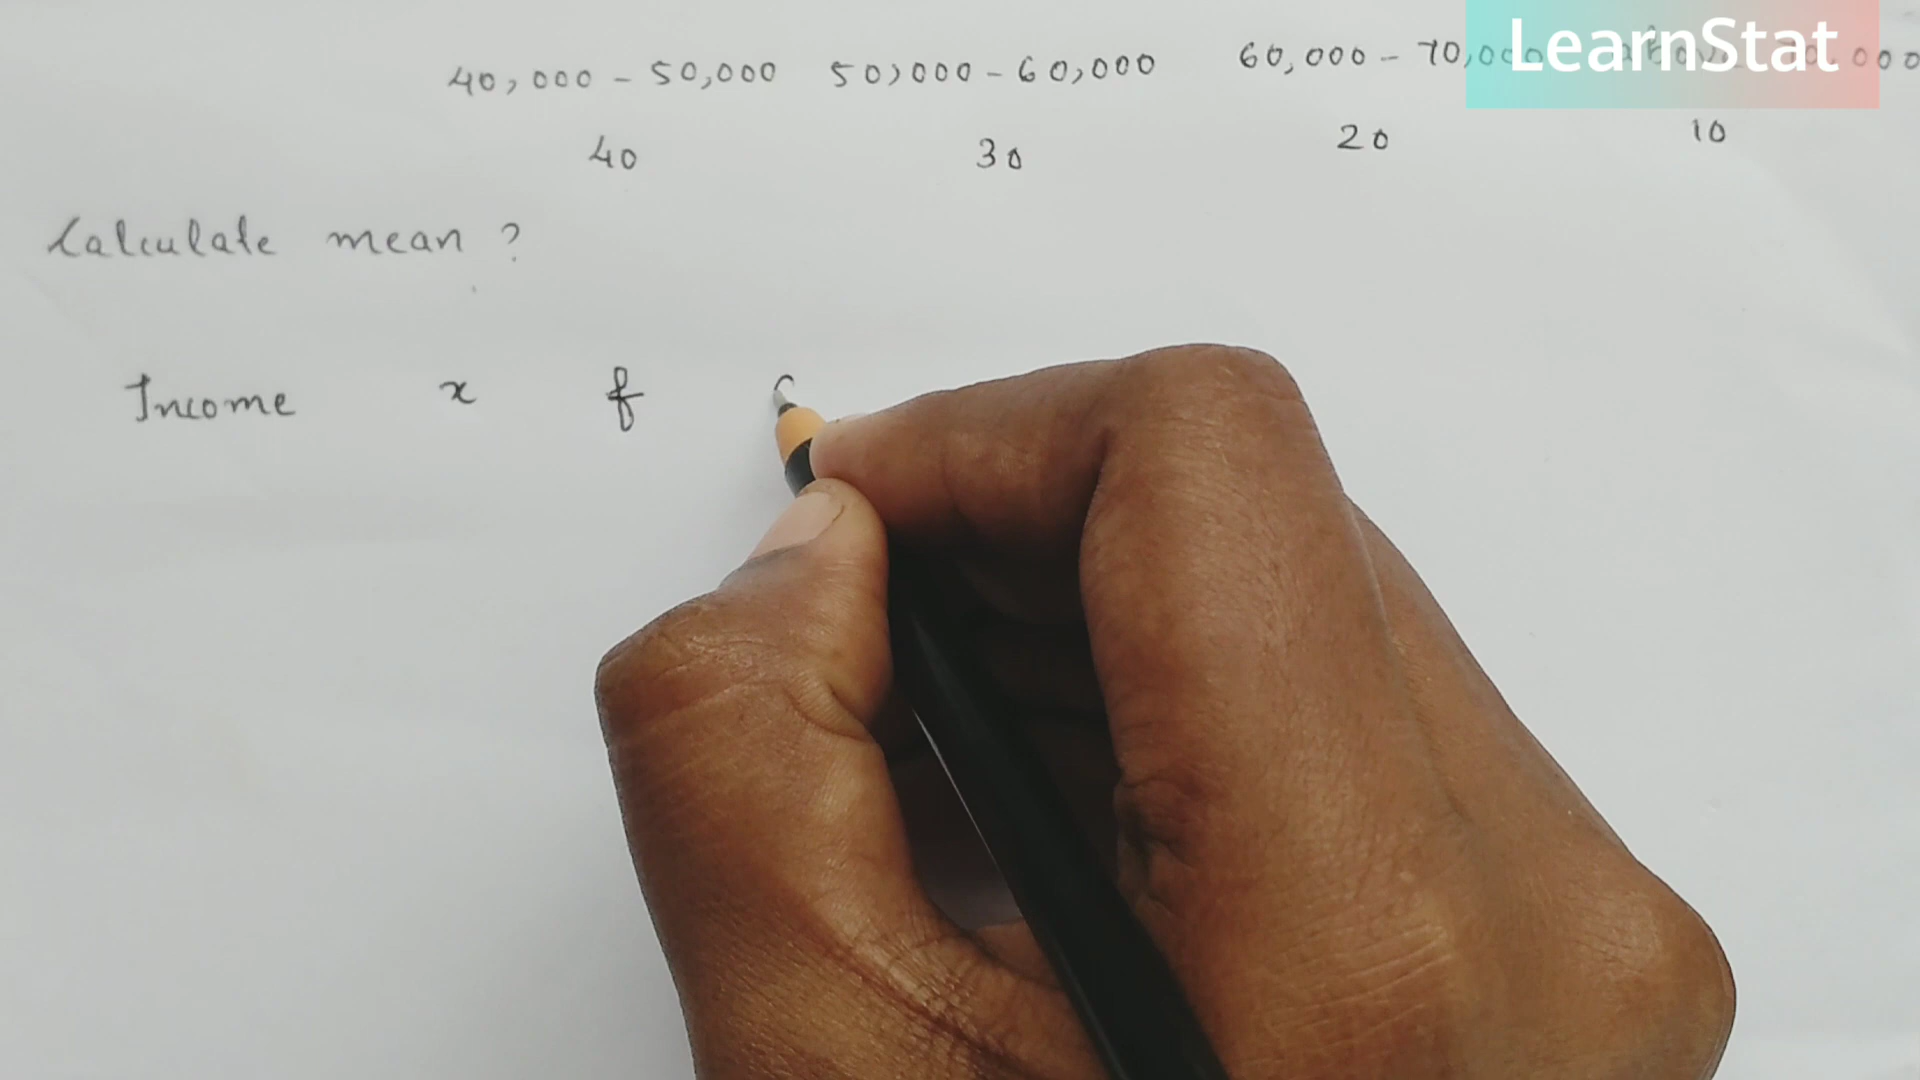 LearnStat
40,000 - 50,000 50,000 - 60,000 60,000 - 70,000
40 30 20 10
Calculate mean ?
Income x f